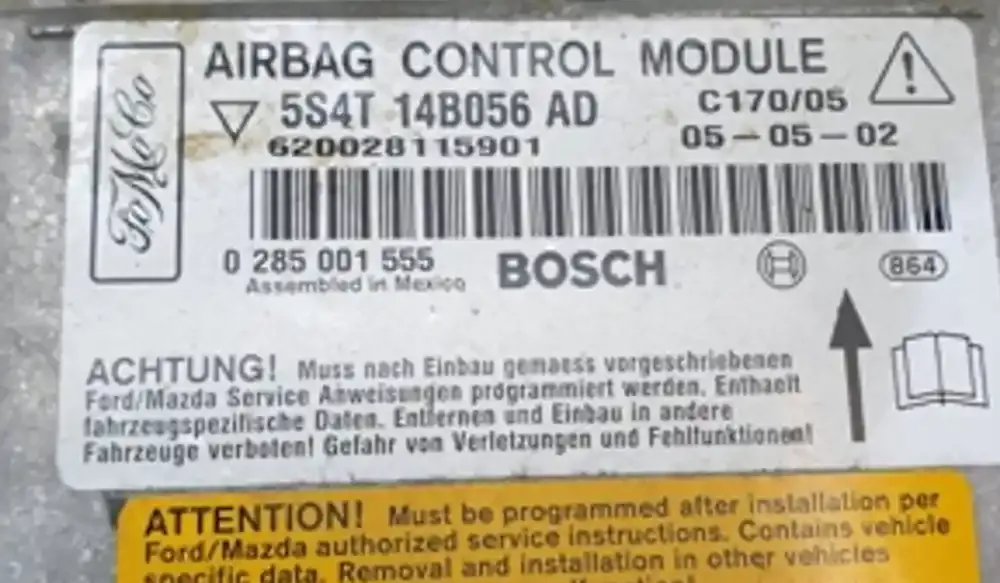 FoMoCo
AIRBAG CONTROL MODULE
5S4T 14B056 AD
C170/05
620028115901
05-05-02
0 285 001 555
BOSCH
864
Assembled in Mexico
ACHTUNG! Muss nach Einbau gemaess vorgeschriebenen
Ford/Mazda Service Anweisungen programmiert werden. Enthaelt
fahrzeugspezifische Daten. Entfernen und Einbau in andere
Fahrzeuge verboten! Gefahr von Verletzungen und Fehlfunktionen!
ATTENTION! Must be programmed after installation per
Ford/Mazda authorized service instructions. Contains vehicle
specific data. Removal and installation in other vehicles